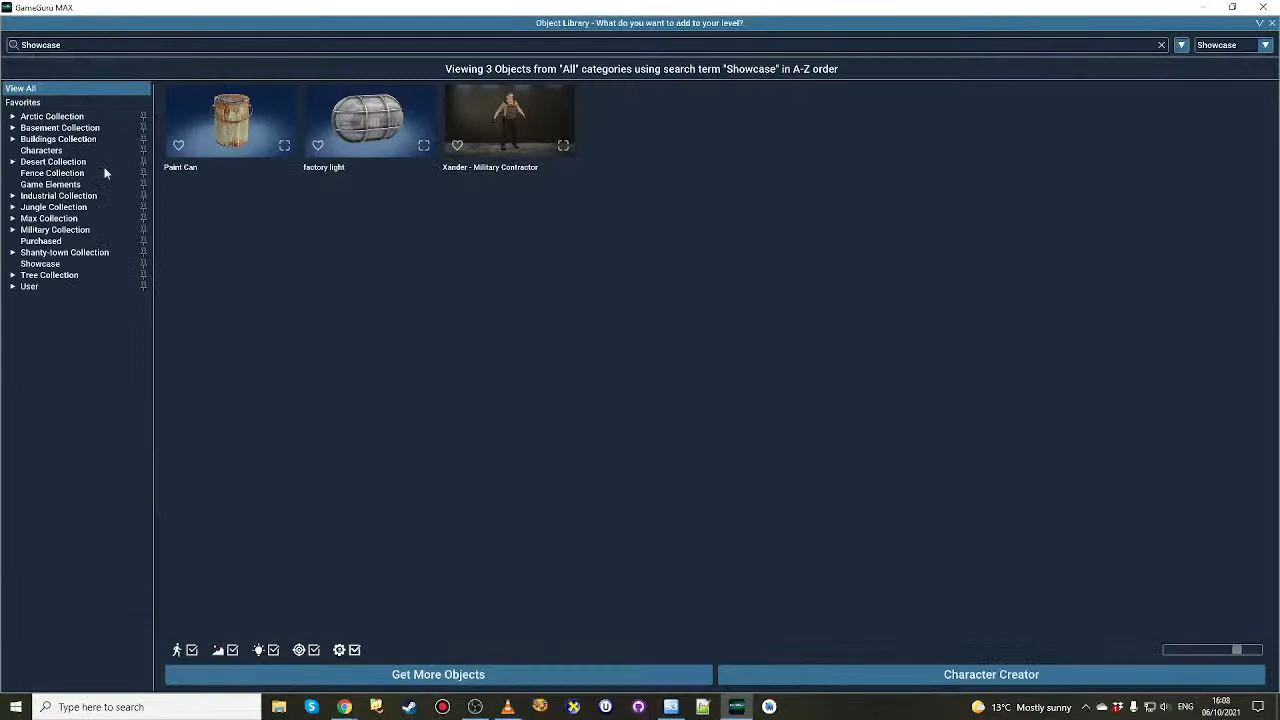 GameGuru MAX
Object Library - What do you want to add to your level?
Showcase
Showcase
Viewing 3 Objects from "All" categories using search term "Showcase" in A-Z order
View All
Favorites
Arctic Collection
Basement Collection
Buildings Collection
Characters
Desert Collection
Fence Collection
Game Elements
Industrial Collection
Jungle Collection
Max Collection
Military Collection
Purchased
Shanty-town Collection
Showcase
Tree Collection
User
Paint Can
factory light
Xander - Military Contractor
Get More Objects
Character Creator
Type here to search
13°C Mostly sunny
16:08
06/10/2021